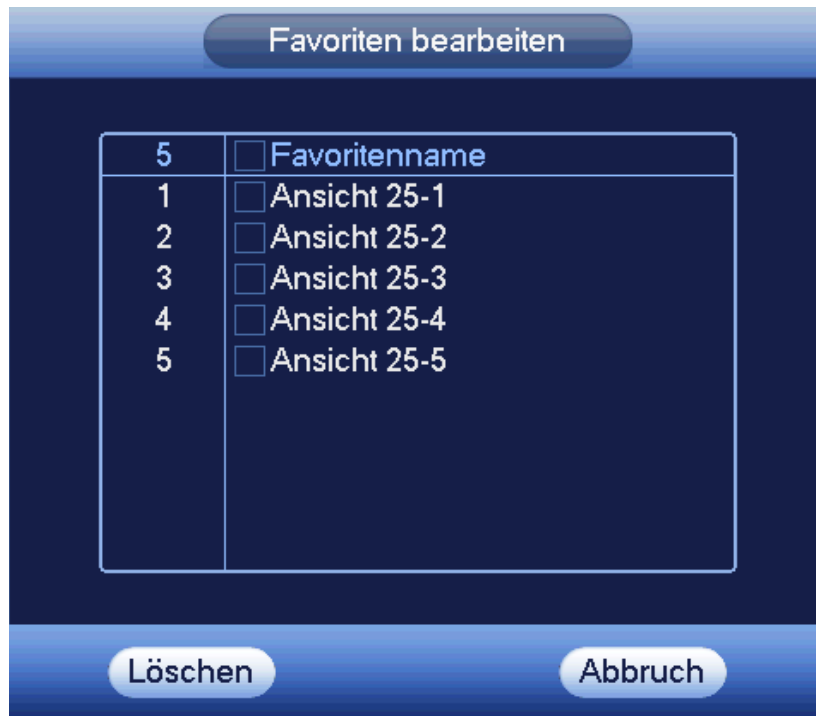 Favoriten bearbeiten
5 Favoritenname
1 Ansicht 25-1
2 Ansicht 25-2
3 Ansicht 25-3
4 Ansicht 25-4
5 Ansicht 25-5
Löschen Abbruch